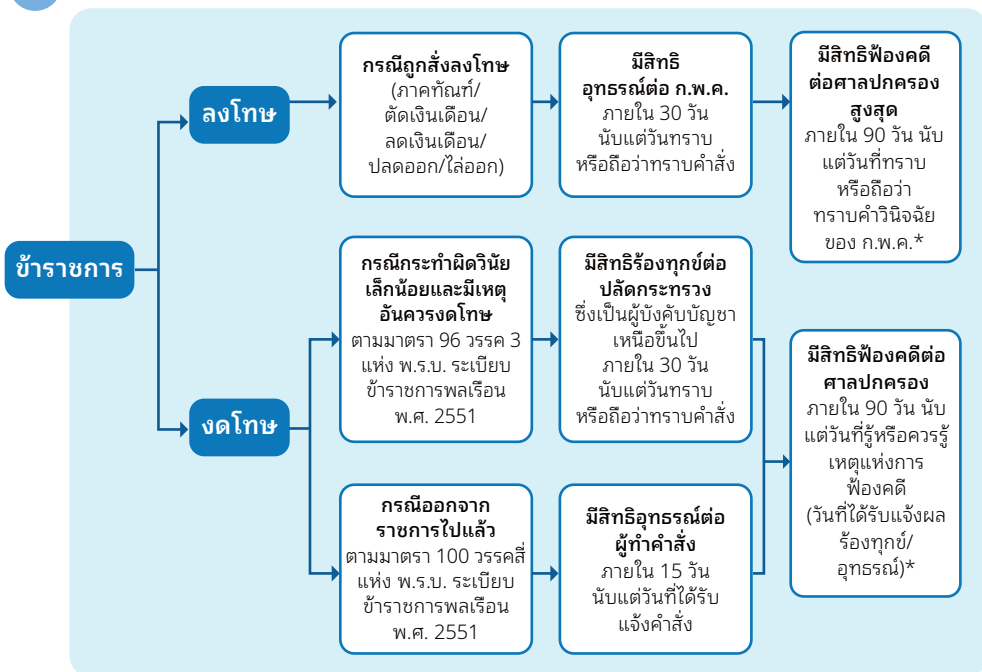 ข้าราชการ
ลงโทษ
กรณีถูกสั่งลงโทษ
(ภาคทัณฑ์/
ตัดเงินเดือน/
ลดเงินเดือน/
ปลดออก/ไล่ออก)
มีสิทธิ
อุทธรณ์ต่อ ก.พ.ค.
ภายใน 30 วัน
นับแต่วันทราบ
หรือถือว่าทราบคำสั่ง
มีสิทธิฟ้องคดี
ต่อศาลปกครอง
สูงสุด
ภายใน 90 วัน นับ
แต่วันที่ทราบ
หรือถือว่า
ทราบคำวินิจฉัย
ของ ก.พ.ค.*
งดโทษ
กรณีกระทำผิดวินัย
เล็กน้อยและมีเหตุ
อันควรงดโทษ
ตามมาตรา 96 วรรค 3
แห่ง พ.ร.บ. ระเบียบ
ข้าราชการพลเรือน
พ.ศ. 2551
มีสิทธิร้องทุกข์ต่อ
ปลัดกระทรวง
ซึ่งเป็นผู้บังคับบัญชา
เหนือขึ้นไป
ภายใน 30 วัน
นับแต่วันทราบ
หรือถือว่าทราบคำสั่ง
กรณีออกจาก
ราชการไปแล้ว
ตามมาตรา 100 วรรคสี่
แห่ง พ.ร.บ. ระเบียบ
ข้าราชการพลเรือน
พ.ศ. 2551
มีสิทธิอุทธรณ์ต่อ
ผู้ทำคำสั่ง
ภายใน 15 วัน
นับแต่วันที่ได้รับ
แจ้งคำสั่ง
มีสิทธิฟ้องคดีต่อ
ศาลปกครอง
ภายใน 90 วัน นับ
แต่วันที่รู้หรือควรรู้
เหตุแห่งการ
ฟ้องคดี
(วันที่ได้รับแจ้งผล
ร้องทุกข์/
อุทธรณ์)*